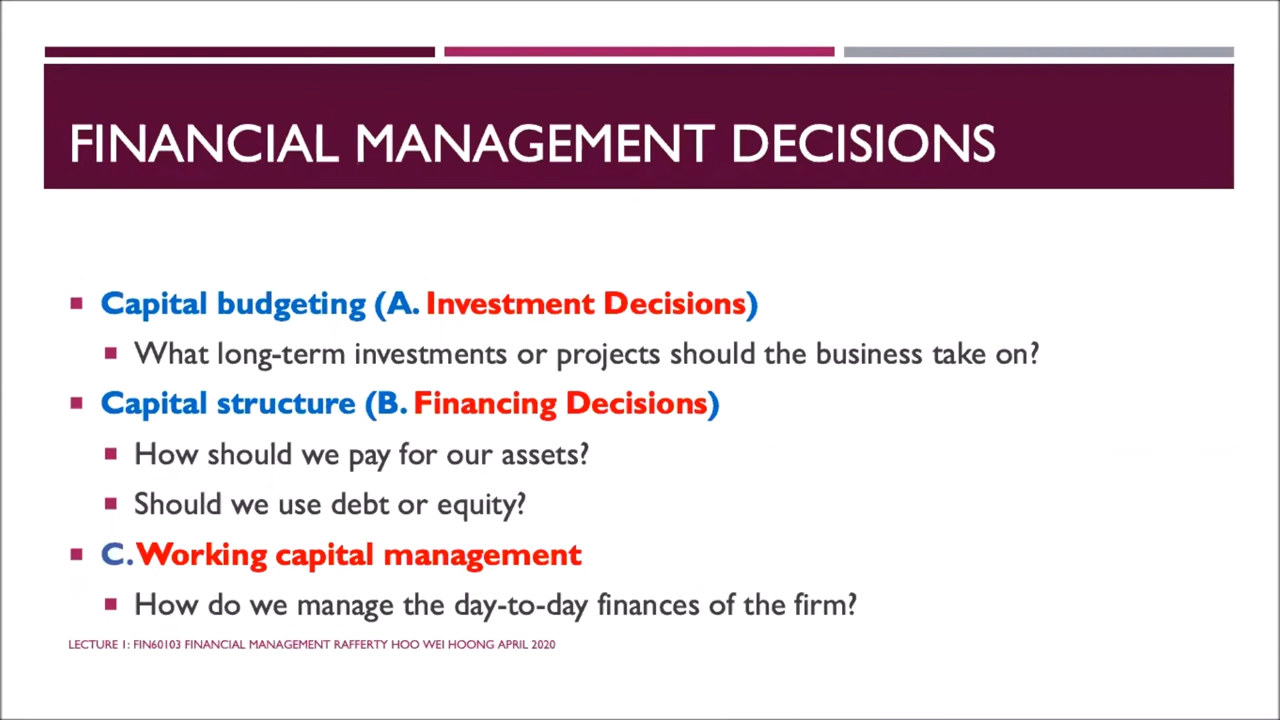 FINANCIAL MANAGEMENT DECISIONS
Capital budgeting (A. Investment Decisions)
What long-term investments or projects should the business take on?
Capital structure (B. Financing Decisions)
How should we pay for our assets?
Should we use debt or equity?
C. Working capital management
How do we manage the day-to-day finances of the firm?
LECTURE 1: FIN60103 FINANCIAL MANAGEMENT RAFFERTY HOO WEI HOONG APRIL 2020